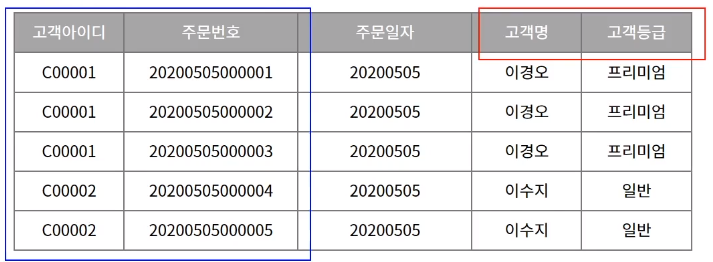 고객아이디 주문번호 주문일자 고객명 고객등급
C00001 20200505000001 20200505 이경오 프리미엄
C00001 20200505000002 20200505 이경오 프리미엄
C00001 20200505000003 20200505 이경오 프리미엄
C00002 20200505000004 20200505 이수지 일반
C00002 20200505000005 20200505 이수지 일반